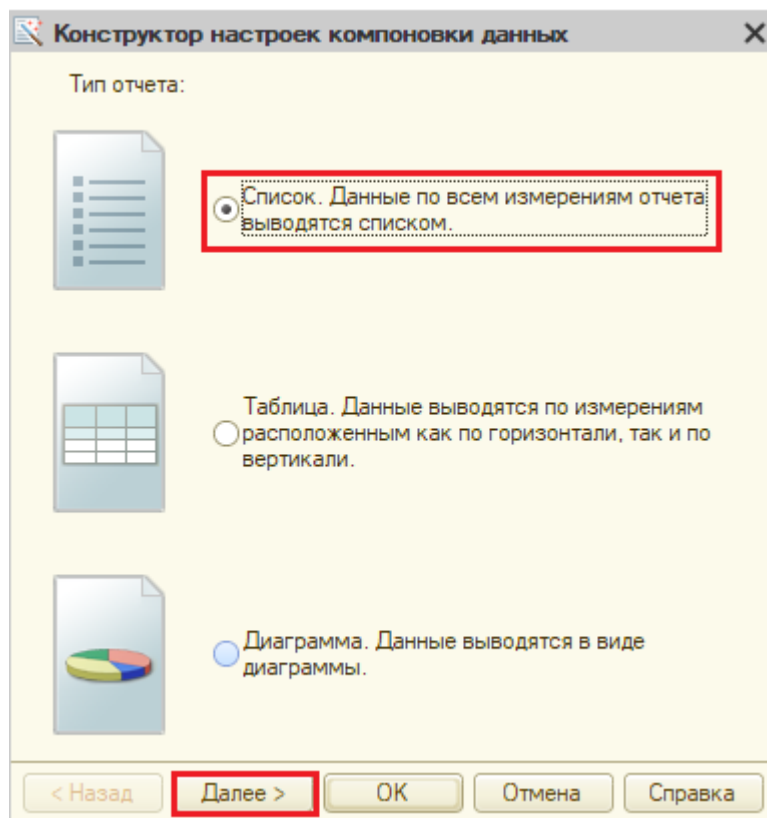 Конструктор настроек компоновки данных
Тип отчета:
Список. Данные по всем измерениям отчета
выводятся списком.
Таблица. Данные выводятся по измерениям
расположенным как по горизонтали, так и по
вертикали.
Диаграмма. Данные выводятся в виде
диаграммы.
< Назад Далее > ОК Отмена Справка